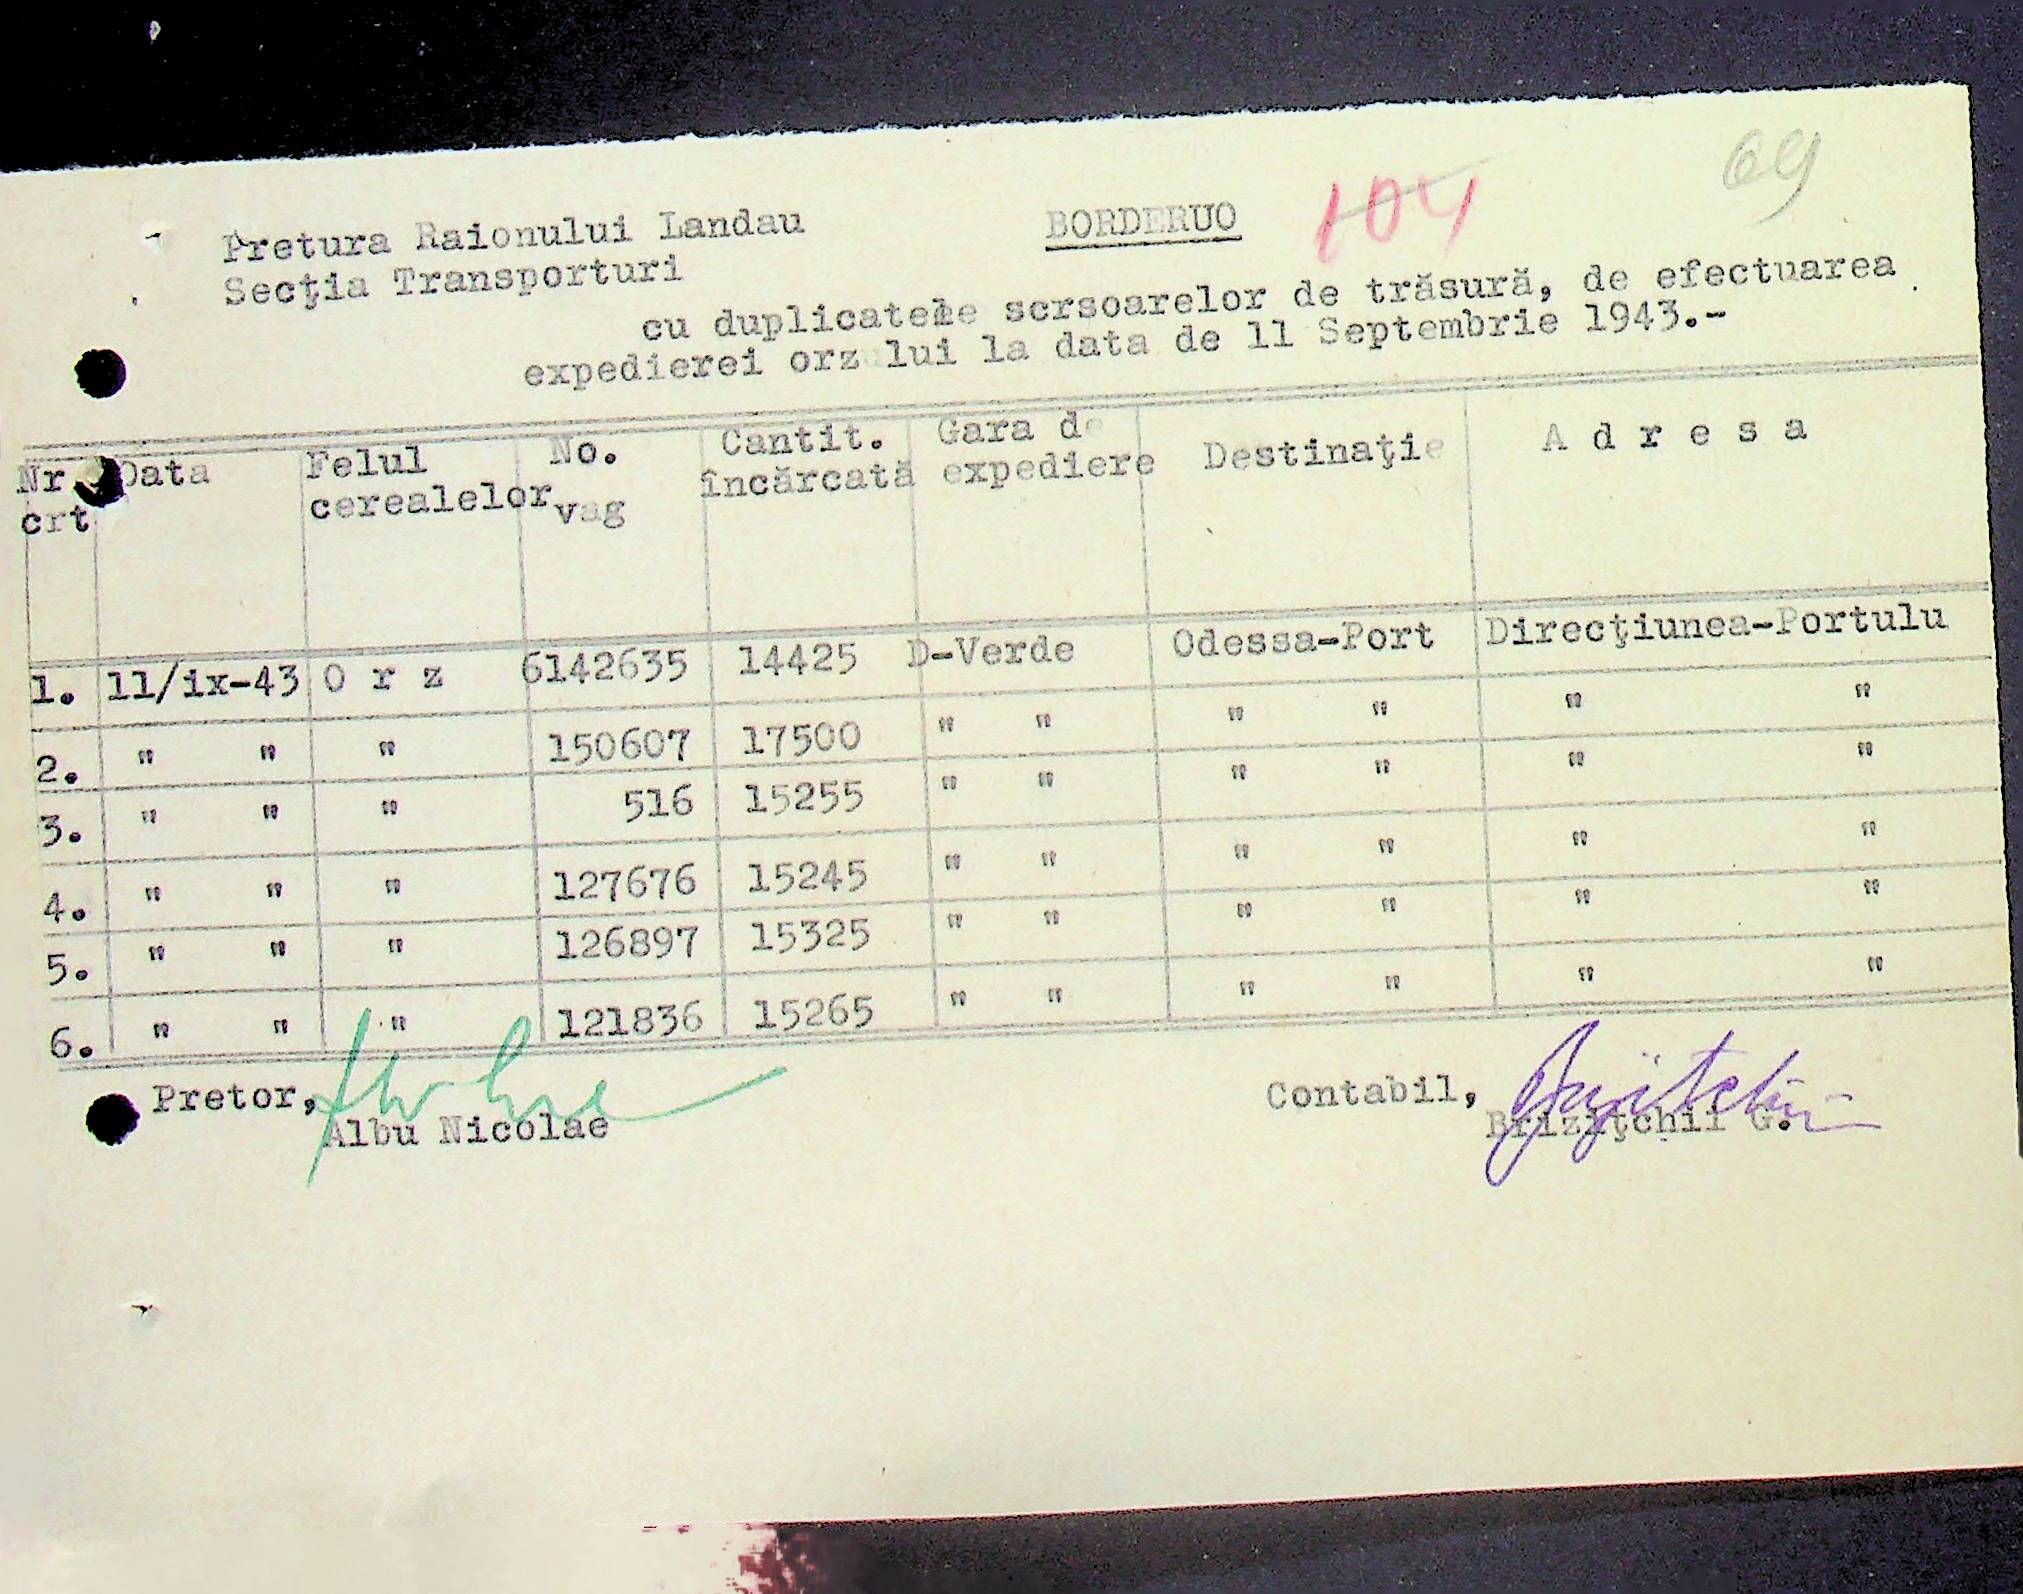 69
Pretura Raionului Landau BORDERUO 104
Secţia Transporturi
cu duplicatele scrsoarelor de trăsură, de efectuarea
expedierei orzului la data de 11 Septembrie 1943.-
Nr. crt Data Felul cerealelor No. vag Cantit. încărcată Gara de expediere Destinaţie A d r e s a
1. 11/ix-43 O r z 6142635 14425 D-Verde Odessa-Port Direcţiunea-Portulu
2. " " " 150607 17500 " " " " " "
3. " " " 516 15255 " " " " " "
4. " " " 127676 15245 " " " " " "
5. " " " 126897 15325 " " " " " "
6. " " " 121836 15265 " " " " " "
Pretor, Contabil,
Albu Nicolae G.